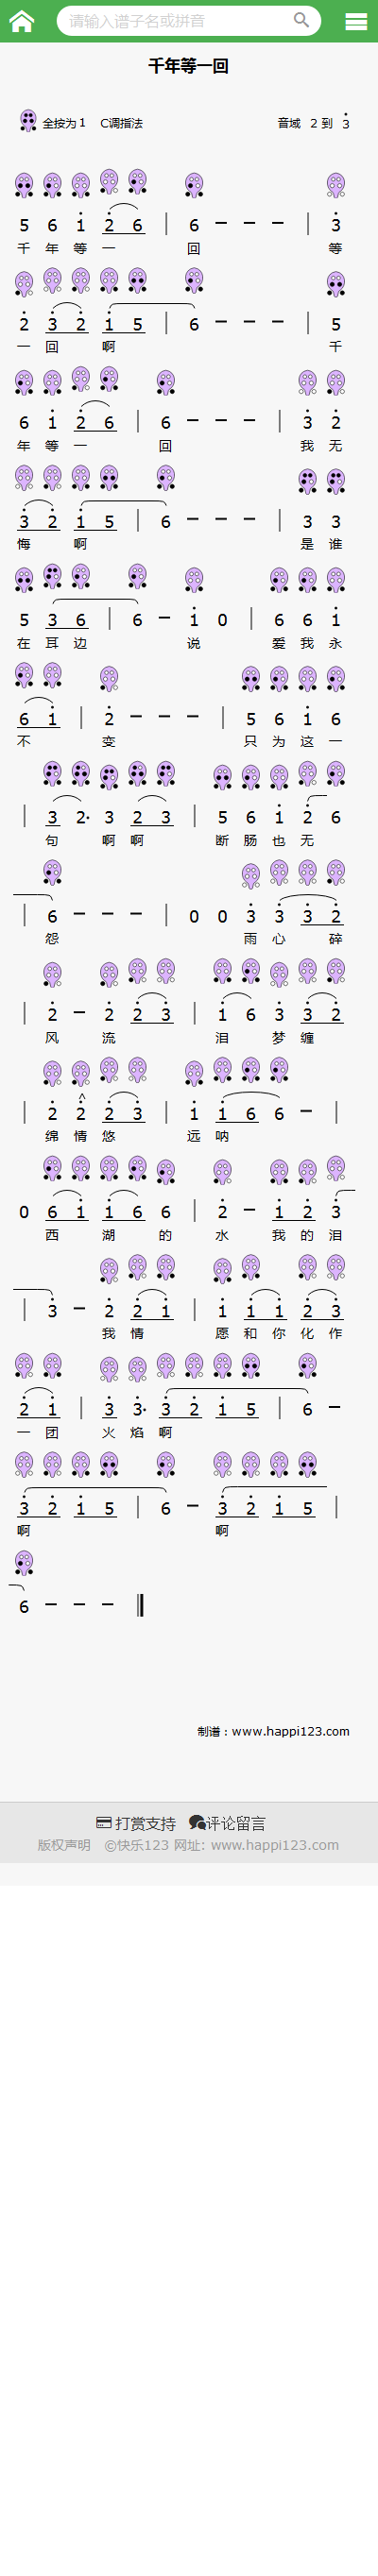 请输入谱子名或拼音
千年等一回
全按为 1 C调指法 音域 2 到 3̇
5 6 1̇ 2̇ 6 | 6 － － － | 3̇
千 年 等 一 回 等
2̇ 3̇ 2̇ 1̇ 5 | 6 － － － | 5
一 回 啊 千
6 1̇ 2̇ 6 | 6 － － － | 3̇ 2̇
年 等 一 回 我 无
3̇ 2̇ 1̇ 5 | 6 － － － | 3 3
悔 啊 是 谁
5 3 6 | 6 － 1̇ 0 | 6 6 1̇
在 耳 边 说 爱 我 永
6 1̇ | 2̇ － － － | 5 6 1̇ 6
不 变 只 为 这 一
| 3 2· 3 2 3 | 5 6 1̇ 2̇ 6
句 啊 啊 断 肠 也 无
| 6 － － － | 0 0 3̇ 3̇ 3̇ 2̇
怨 雨 心 碎
| 2̇ － 2̇ 2̇ 3̇ | 1̇ 6 3̇ 3̇ 2̇
风 流 泪 梦 缠
| 2̇ 2̇ 2̇ 3̇ | 1̇ 1̇ 6 6 － |
绵 情 悠 远 呐
0 6 1̇ 1̇ 6 6 | 2̇ － 1̇ 2̇ 3̇
西 湖 的 水 我 的 泪
| 3̇ － 2̇ 2̇ 1̇ | 1̇ 1̇ 1̇ 2̇ 3̇
我 情 愿 和 你 化 作
2̇ 1̇ | 3̇ 3̇· 3̇ 2̇ 1̇ 5 | 6 －
一 团 火 焰 啊
3̇ 2̇ 1̇ 5 | 6 － 3̇ 2̇ 1̇ 5 |
啊 啊
6 － － － ‖
制谱：www.happi123.com
打赏支持 评论留言
版权声明 ©快乐123 网址: www.happi123.com